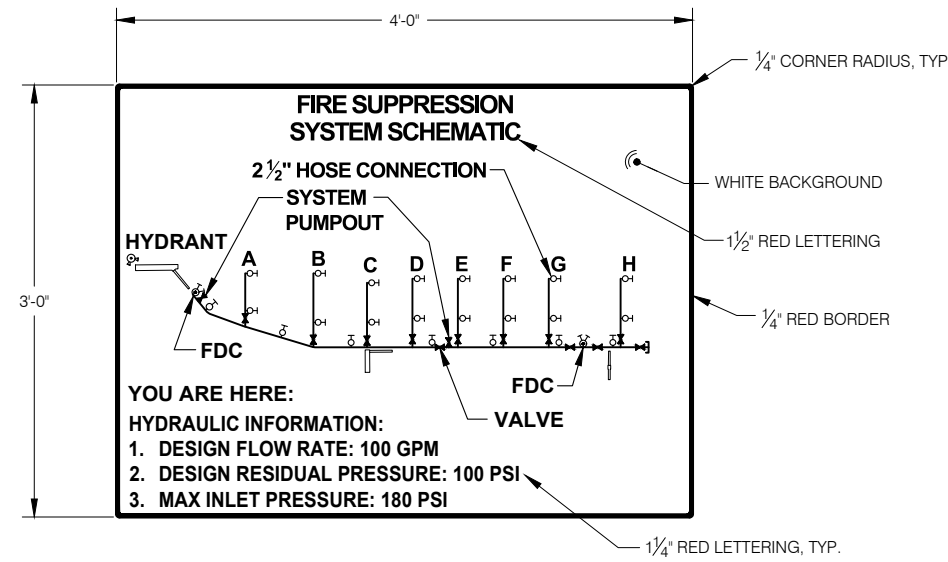 4'-0"
1/4" CORNER RADIUS, TYP
FIRE SUPPRESSION
SYSTEM SCHEMATIC
2 1/2" HOSE CONNECTION
WHITE BACKGROUND
SYSTEM
PUMPOUT
1 1/2" RED LETTERING
HYDRANT
A B C D E F G H
3'-0"
1/4" RED BORDER
FDC
FDC
YOU ARE HERE:
VALVE
HYDRAULIC INFORMATION:
1. DESIGN FLOW RATE: 100 GPM
2. DESIGN RESIDUAL PRESSURE: 100 PSI
3. MAX INLET PRESSURE: 180 PSI
1 1/4" RED LETTERING, TYP.